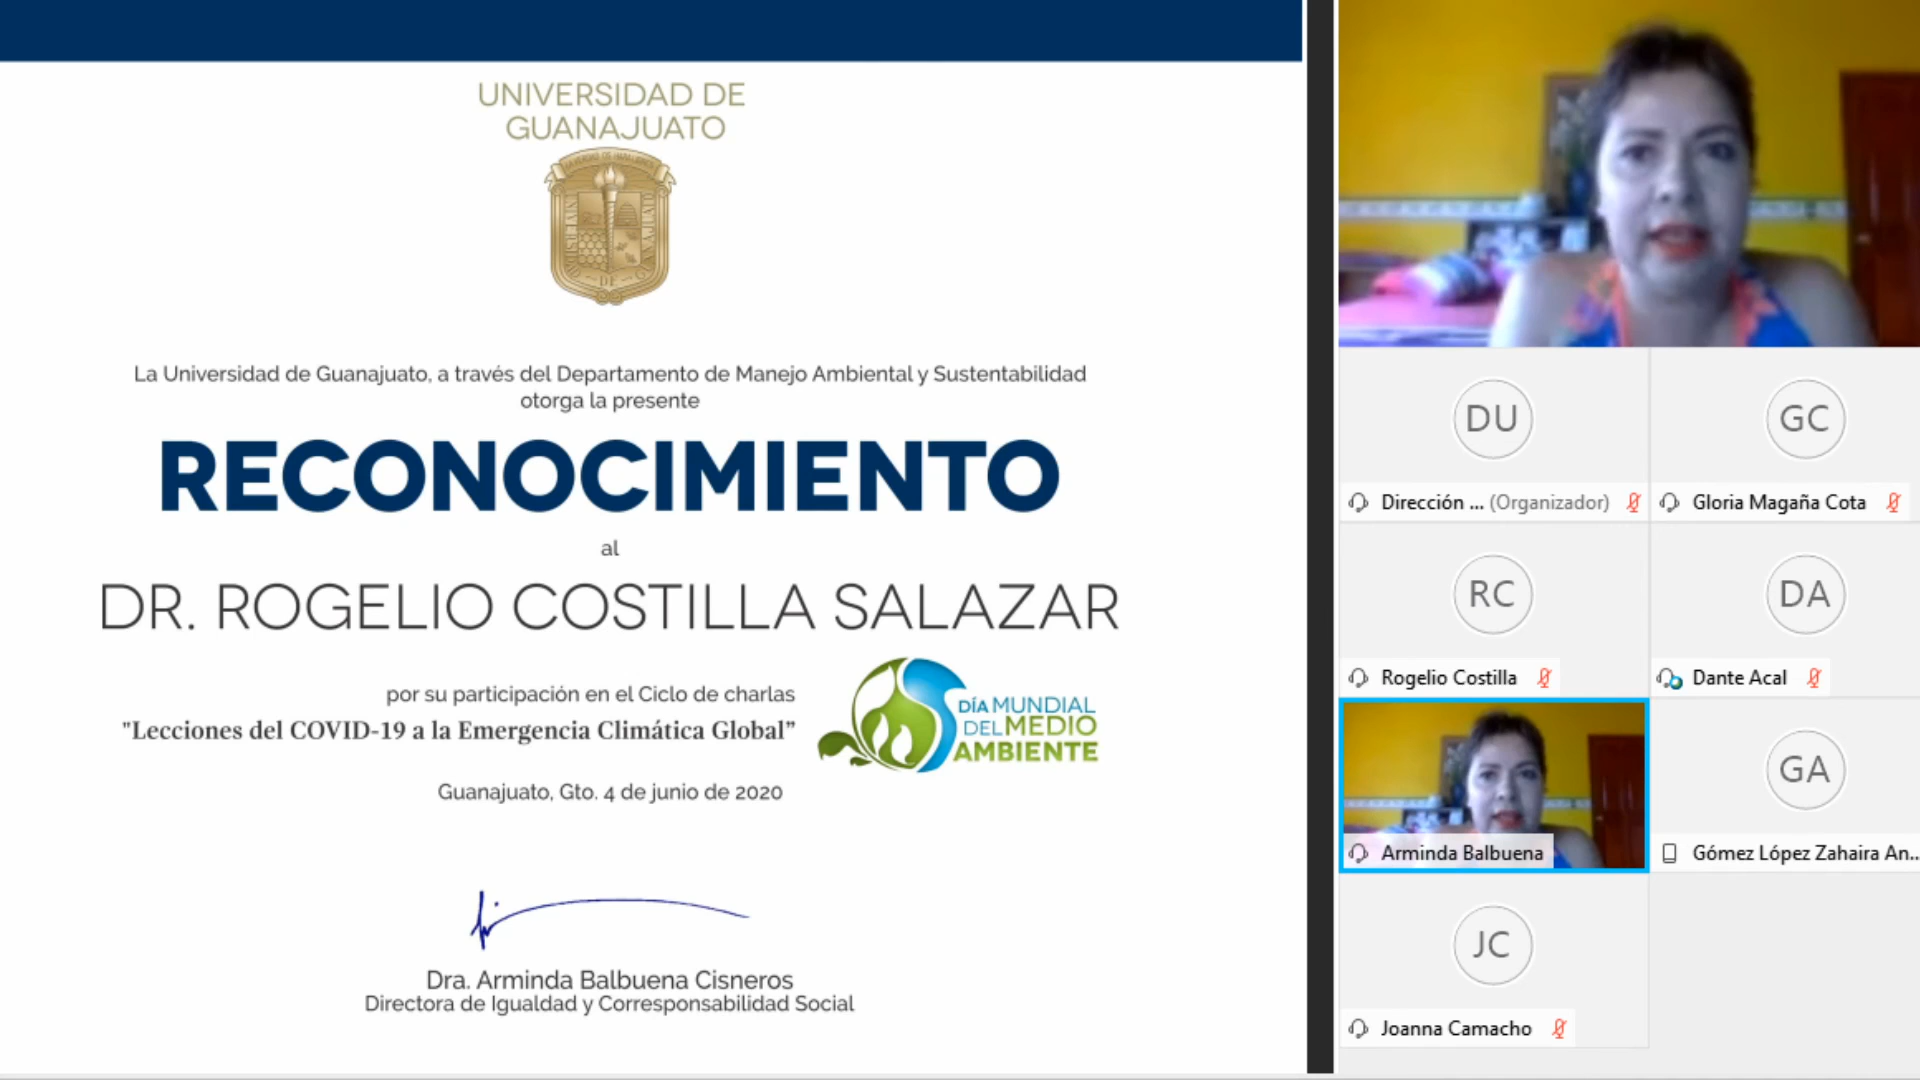 UNIVERSIDAD DE
GUANAJUATO
La Universidad de Guanajuato, a través del Departamento de Manejo Ambiental y Sustentabilidad
otorga la presente
RECONOCIMIENTO
al
DR. ROGELIO COSTILLA SALAZAR
por su participación en el Ciclo de charlas
"Lecciones del COVID-19 a la Emergencia Climática Global”
DÍA MUNDIAL
DEL MEDIO
AMBIENTE
Guanajuato, Gto. 4 de junio de 2020
Dra. Arminda Balbuena Cisneros
Directora de Igualdad y Corresponsabilidad Social
DU
Dirección ... (Organizador)
GC
Gloria Magaña Cota
RC
Rogelio Costilla
DA
Dante Acal
Arminda Balbuena
GA
Gómez López Zahaira An...
JC
Joanna Camacho